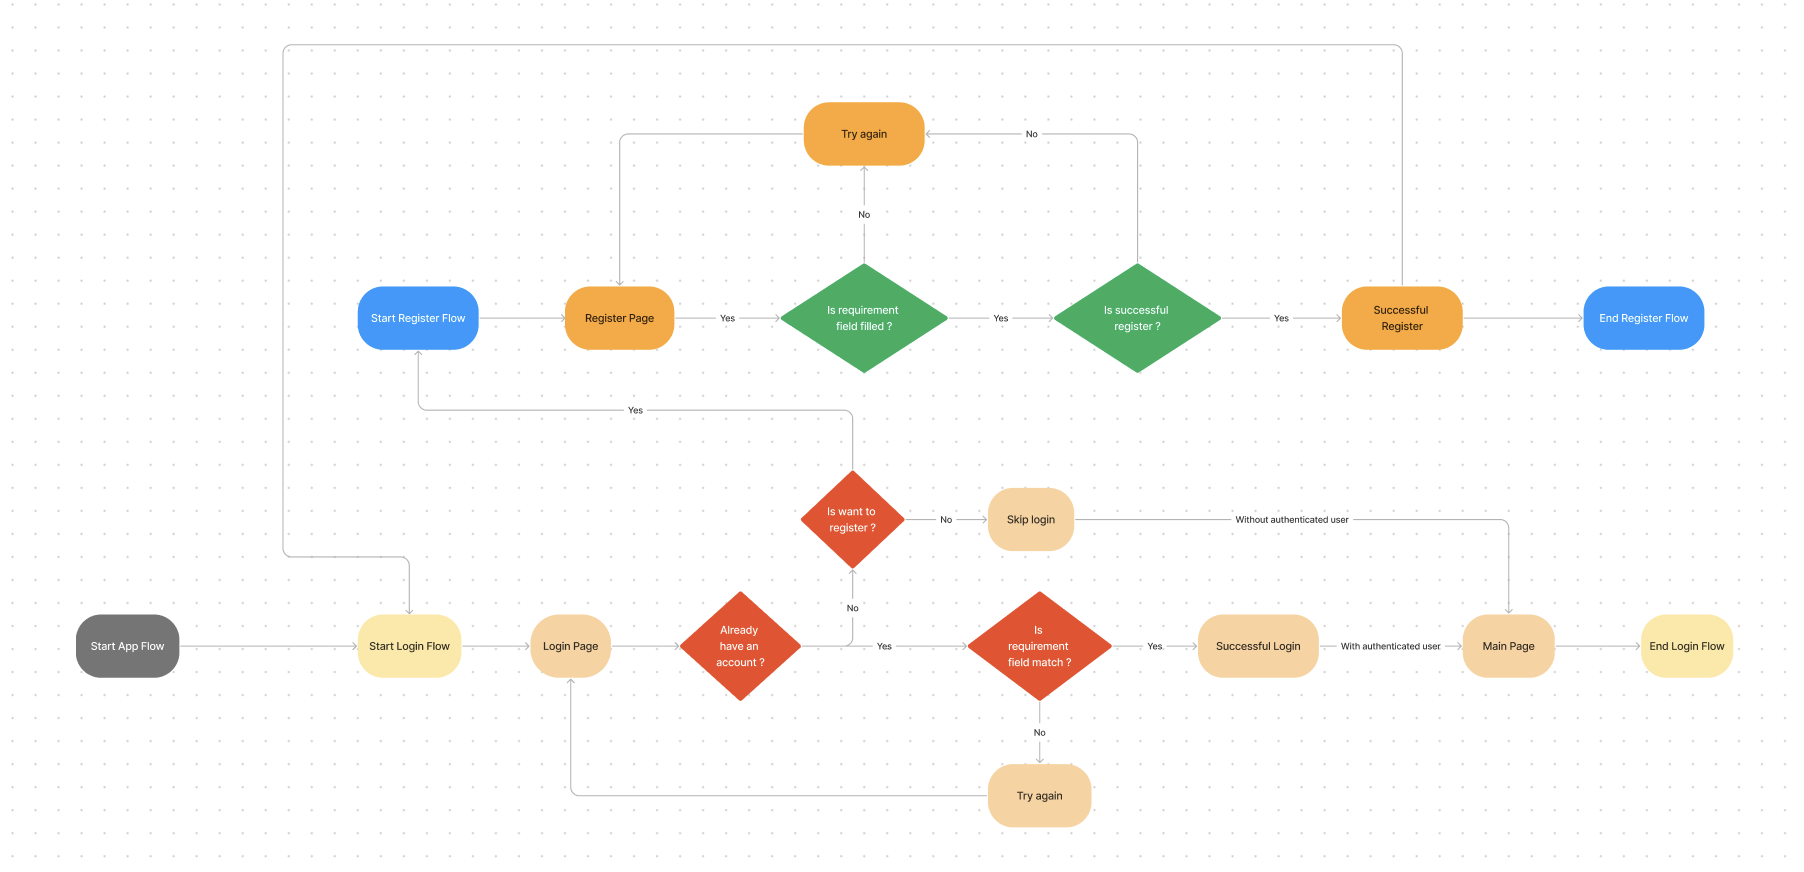 Try again
No
No
Start Register Flow
Register Page
Yes
Is requirement
field filled ?
Yes
Is successful
register ?
Yes
Successful
Register
End Register Flow
Yes
Is want to
register ?
No
Skip login
Without authenticated user
No
Start App Flow
Start Login Flow
Login Page
Already
have an
account ?
Yes
Is
requirement
field match ?
Yes
Successful Login
With authenticated user
Main Page
End Login Flow
No
Try again